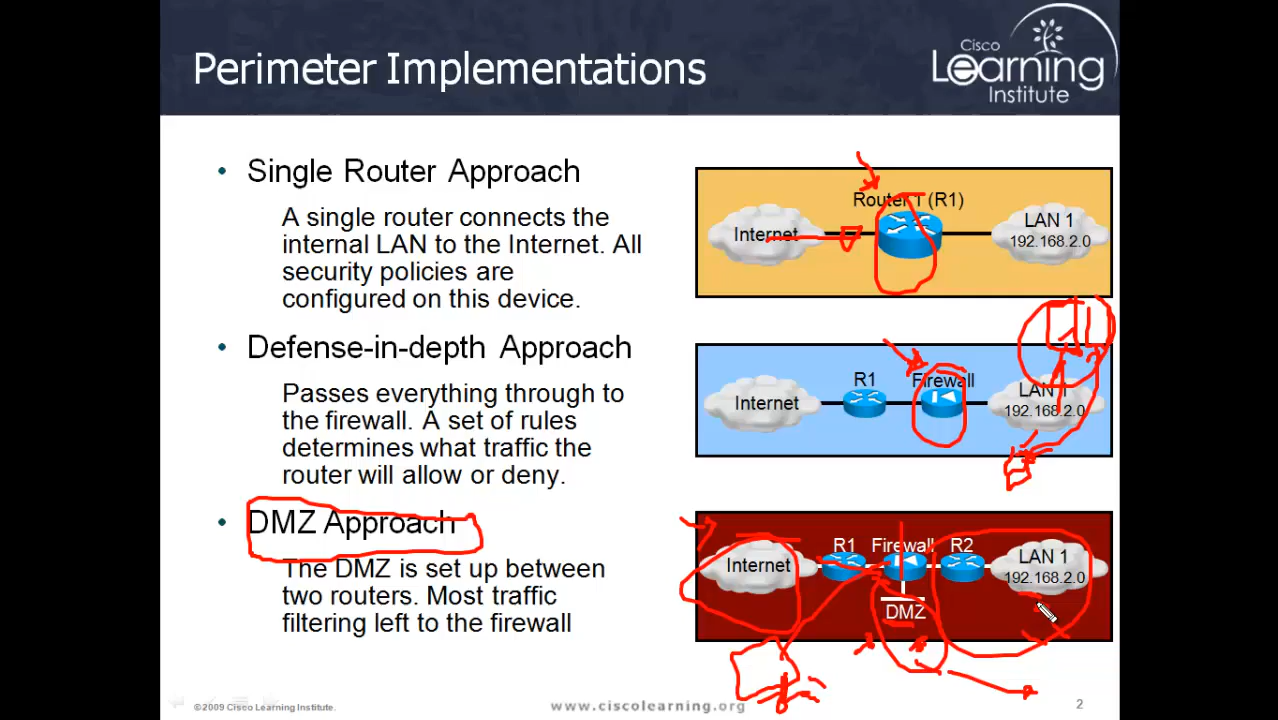 Perimeter Implementations
Cisco
Learning
Institute
• Single Router Approach
A single router connects the
internal LAN to the Internet. All
security policies are
configured on this device.
Internet
Router 1 (R1)
LAN 1
192.168.2.0
• Defense-in-depth Approach
Passes everything through to
the firewall. A set of rules
determines what traffic the
router will allow or deny.
Internet
R1
Firewall
LAN 1
192.168.2.0
• DMZ Approach
The DMZ is set up between
two routers. Most traffic
filtering left to the firewall
Internet
R1
Firewall
R2
LAN 1
192.168.2.0
DMZ
©2009 Cisco Learning Institute.
www.ciscolearning.org
2